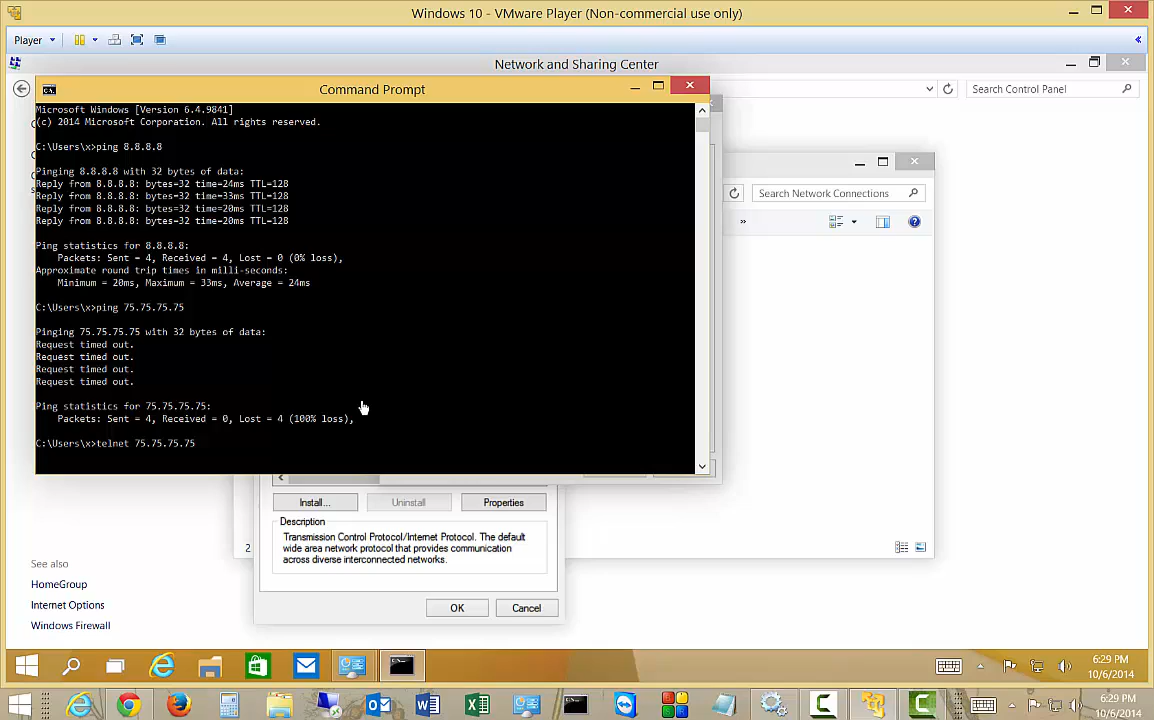 Windows 10 - VMware Player (Non-commercial use only)
Player
Network and Sharing Center
Search Control Panel
Command Prompt
Microsoft Windows [Version 6.4.9841]
(c) 2014 Microsoft Corporation. All rights reserved.
C:\Users\x>ping 8.8.8.8
Pinging 8.8.8.8 with 32 bytes of data:
Reply from 8.8.8.8: bytes=32 time=24ms TTL=128
Reply from 8.8.8.8: bytes=32 time=33ms TTL=128
Reply from 8.8.8.8: bytes=32 time=20ms TTL=128
Reply from 8.8.8.8: bytes=32 time=20ms TTL=128
Ping statistics for 8.8.8.8:
Packets: Sent = 4, Received = 4, Lost = 0 (0% loss),
Approximate round trip times in milli-seconds:
Minimum = 20ms, Maximum = 33ms, Average = 24ms
C:\Users\x>ping 75.75.75.75
Pinging 75.75.75.75 with 32 bytes of data:
Request timed out.
Request timed out.
Request timed out.
Request timed out.
Ping statistics for 75.75.75.75:
Packets: Sent = 4, Received = 0, Lost = 4 (100% loss),
C:\Users\x>telnet 75.75.75.75
Search Network Connections
»
Install...
Uninstall
Properties
Description
Transmission Control Protocol/Internet Protocol. The default
wide area network protocol that provides communication
across diverse interconnected networks.
2
OK
Cancel
See also
HomeGroup
Internet Options
Windows Firewall
6:29 PM
10/6/2014
6:29 PM
10/6/2014